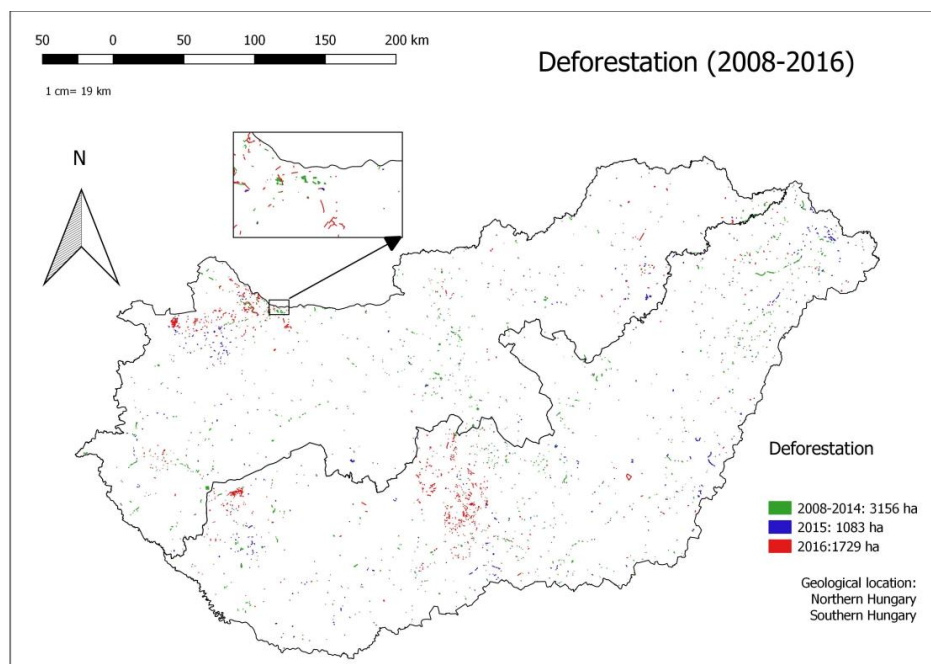 50 0 50 100 150 200 km
1 cm= 19 km
Deforestation (2008-2016)
N
Deforestation
2008-2014: 3156 ha
2015: 1083 ha
2016:1729 ha
Geological location:
Northern Hungary
Southern Hungary